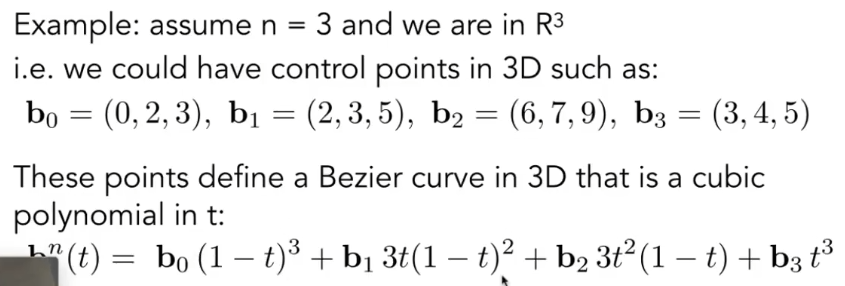 Example: assume n = 3 and we are in R³
i.e. we could have control points in 3D such as:
b₀ = (0, 2, 3), b₁ = (2, 3, 5), b₂ = (6, 7, 9), b₃ = (3, 4, 5)
These points define a Bezier curve in 3D that is a cubic
polynomial in t:
bⁿ(t) = b₀ (1 − t)³ + b₁ 3t(1 − t)² + b₂ 3t²(1 − t) + b₃ t³